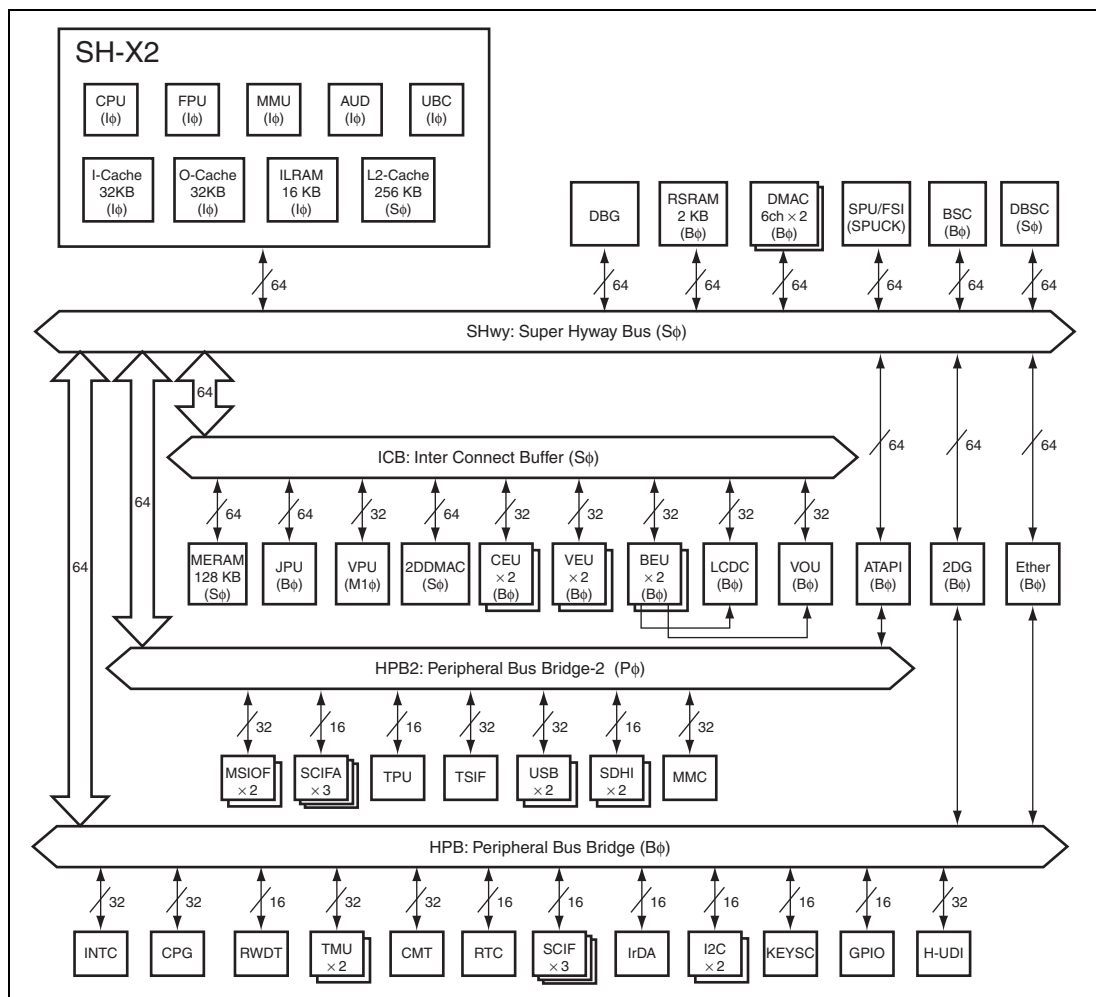 SH-X2
CPU
(Iϕ)
FPU
(Iϕ)
MMU
(Iϕ)
AUD
(Iϕ)
UBC
(Iϕ)
I-Cache
32KB
(Iϕ)
O-Cache
32KB
(Iϕ)
ILRAM
16 KB
(Iϕ)
L2-Cache
256 KB
(Sϕ)
DBG
RSRAM
2 KB
(Bϕ)
DMAC
6ch × 2
(Bϕ)
SPU/FSI
(SPUCK)
BSC
(Bϕ)
DBSC
(Sϕ)
64
64
64
64
64
64
64
SHwy: Super Hyway Bus (Sϕ)
64
64
64
64
64
64
ICB: Inter Connect Buffer (Sϕ)
64
64
32
64
32
32
32
32
32
MERAM
128 KB
(Sϕ)
JPU
(Bϕ)
VPU
(M1ϕ)
2DDMAC
(Sϕ)
CEU
× 2
(Bϕ)
VEU
× 2
(Bϕ)
BEU
× 2
(Bϕ)
LCDC
(Bϕ)
VOU
(Bϕ)
ATAPI
(Bϕ)
2DG
(Bϕ)
Ether
(Bϕ)
HPB2: Peripheral Bus Bridge-2 (Pϕ)
32
16
16
32
32
16
32
MSIOF
× 2
SCIFA
× 3
TPU
TSIF
USB
× 2
SDHI
× 2
MMC
HPB: Peripheral Bus Bridge (Bϕ)
32
32
16
32
32
16
16
16
16
16
16
32
INTC
CPG
RWDT
TMU
× 2
CMT
RTC
SCIF
× 3
IrDA
I2C
× 2
KEYSC
GPIO
H-UDI